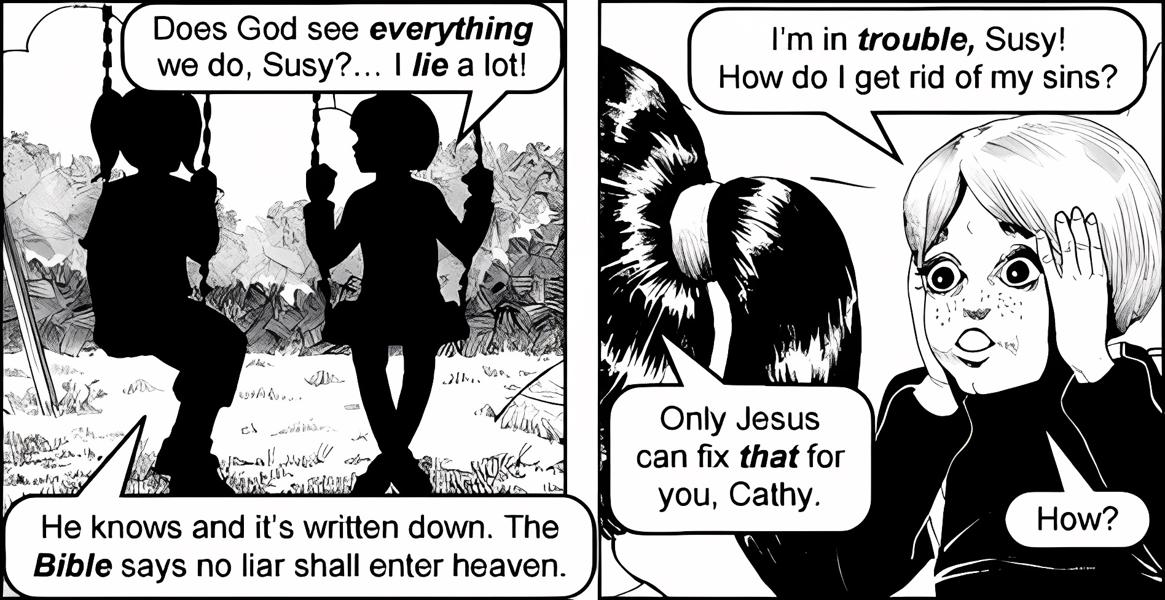 Does God see everything
we do, Susy?... I lie a lot!
He knows and it's written down. The
Bible says no liar shall enter heaven.
I'm in trouble, Susy!
How do I get rid of my sins?
Only Jesus
can fix that for
you, Cathy.
How?